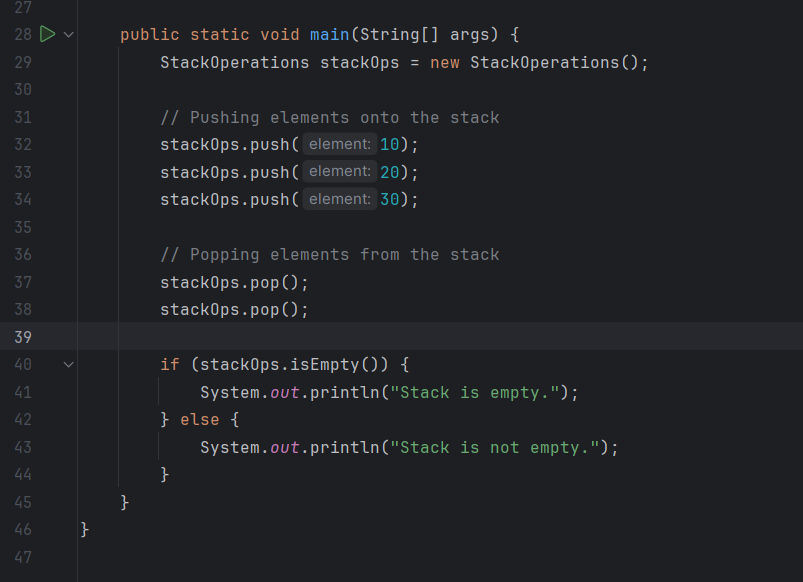 27
28 public static void main(String[] args) {
29 StackOperations stackOps = new StackOperations();
30
31 // Pushing elements onto the stack
32 stackOps.push( element: 10);
33 stackOps.push( element: 20);
34 stackOps.push( element: 30);
35
36 // Popping elements from the stack
37 stackOps.pop();
38 stackOps.pop();
39
40 if (stackOps.isEmpty()) {
41 System.out.println("Stack is empty.");
42 } else {
43 System.out.println("Stack is not empty.");
44 }
45 }
46 }
47